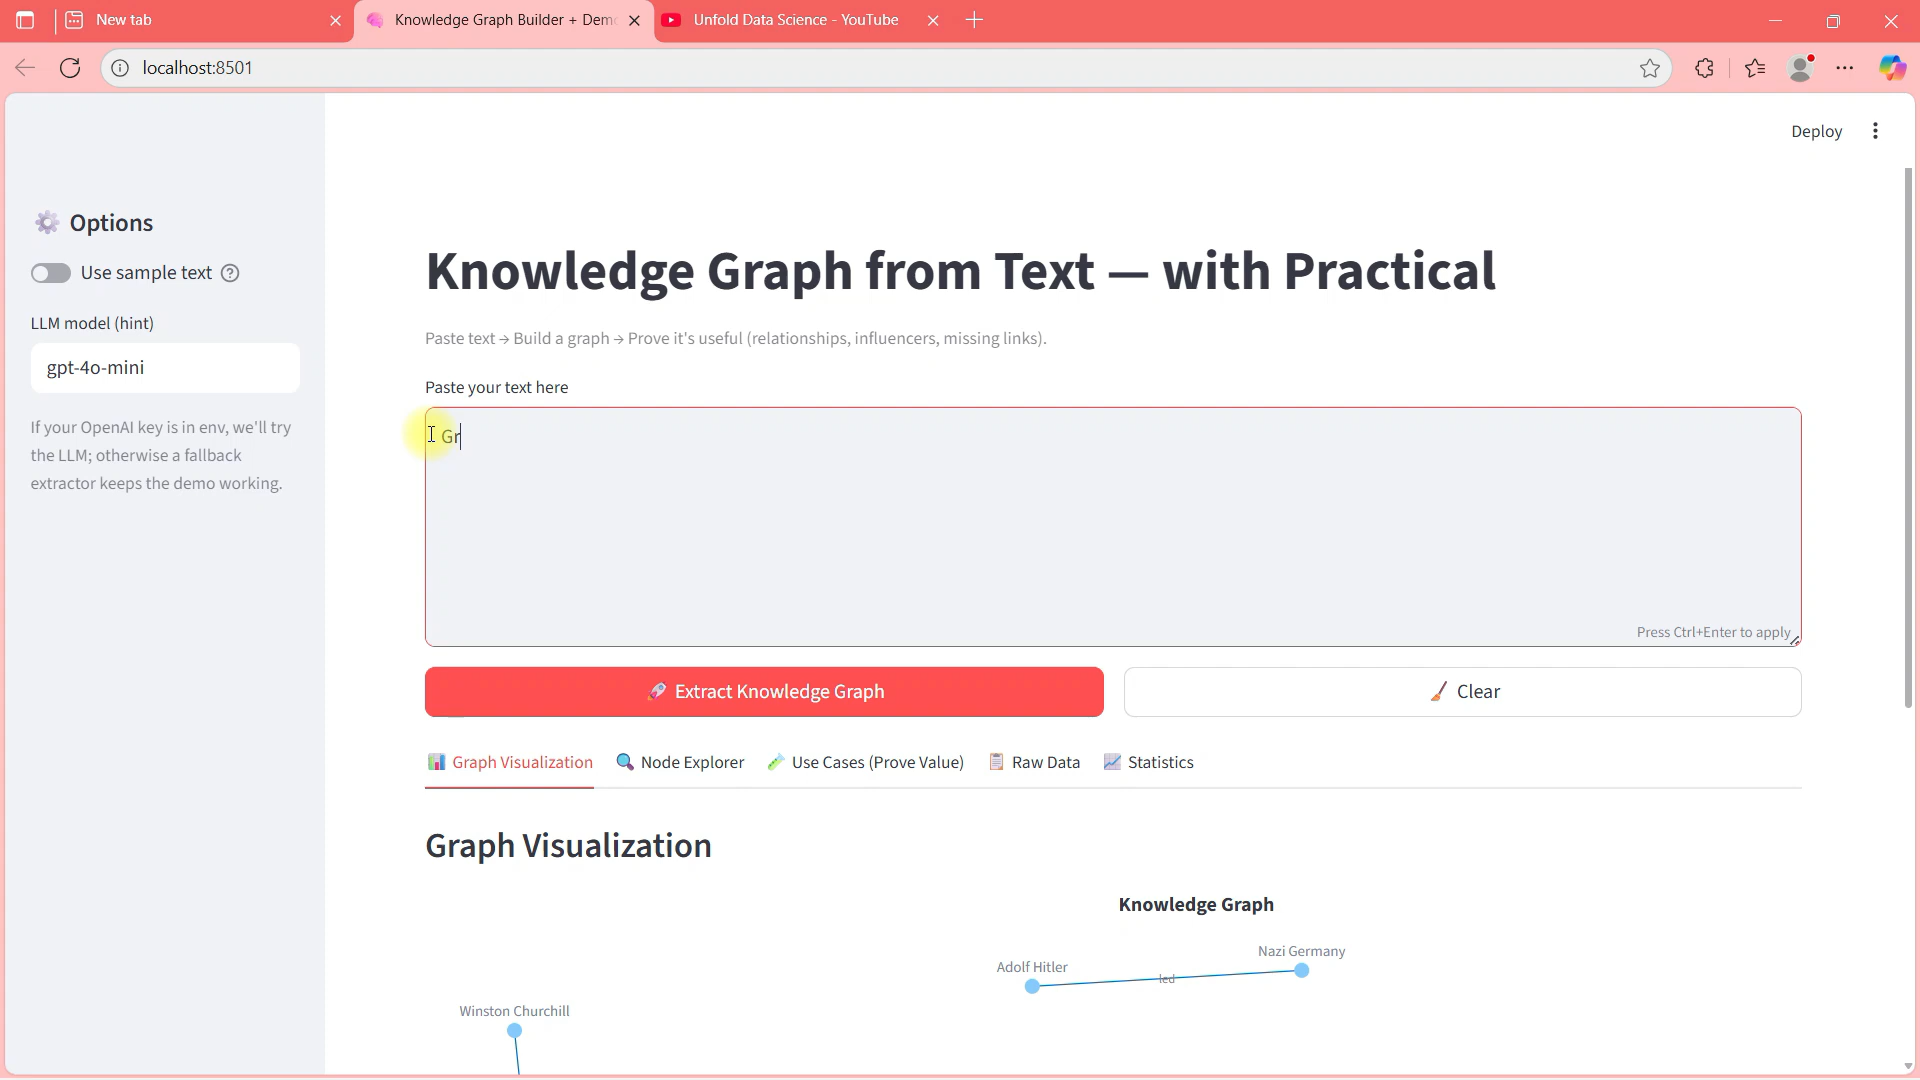 New tab
Knowledge Graph Builder + Dem
Unfold Data Science - YouTube
localhost:8501
Deploy
Options
Use sample text
LLM model (hint)
gpt-4o-mini
If your OpenAI key is in env, we'll try
the LLM; otherwise a fallback
extractor keeps the demo working.
Knowledge Graph from Text — with Practical
Paste text → Build a graph → Prove it's useful (relationships, influencers, missing links).
Paste your text here
Gr
Press Ctrl+Enter to apply
🚀 Extract Knowledge Graph
🧹 Clear
📊 Graph Visualization
🔍 Node Explorer
🧪 Use Cases (Prove Value)
📋 Raw Data
📈 Statistics
Graph Visualization
Knowledge Graph
Nazi Germany
Adolf Hitler
led
Winston Churchill